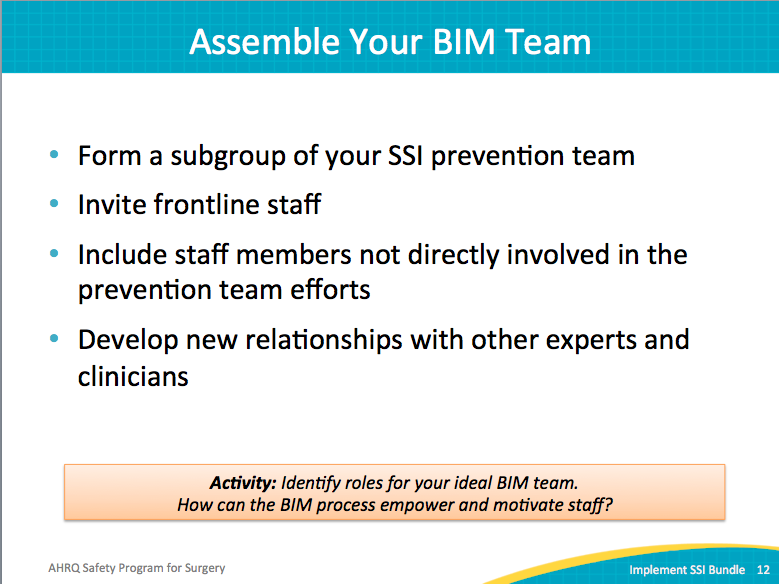 Assemble Your BIM Team
• Form a subgroup of your SSI prevention team
• Invite frontline staff
• Include staff members not directly involved in the
prevention team efforts
• Develop new relationships with other experts and
clinicians
Activity: Identify roles for your ideal BIM team.
How can the BIM process empower and motivate staff?
AHRQ Safety Program for Surgery
Implement SSI Bundle 12